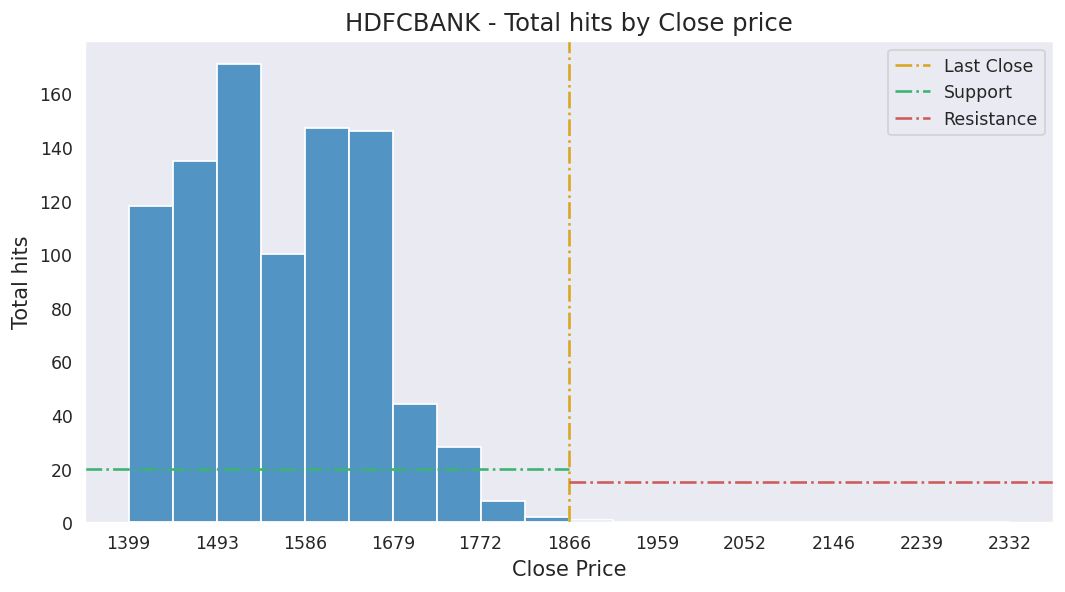 HDFCBANK - Total hits by Close price
Last Close
Support
Resistance
Total hits
160
140
120
100
80
60
40
20
0
1399 1493 1586 1679 1772 1866 1959 2052 2146 2239 2332
Close Price